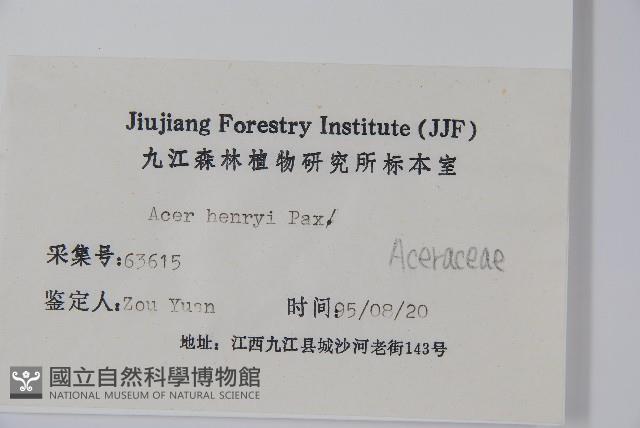 Jiujiang Forestry Institute (JJF)
九江森林植物研究所标本室
Acer henryi Pax.
Aceraceae
采集号:63615
鉴定人:Zou Yuan 时间:95/08/20
地址: 江西九江县城沙河老街143号
國立自然科學博物館
NATIONAL MUSEUM OF NATURAL SCIENCE